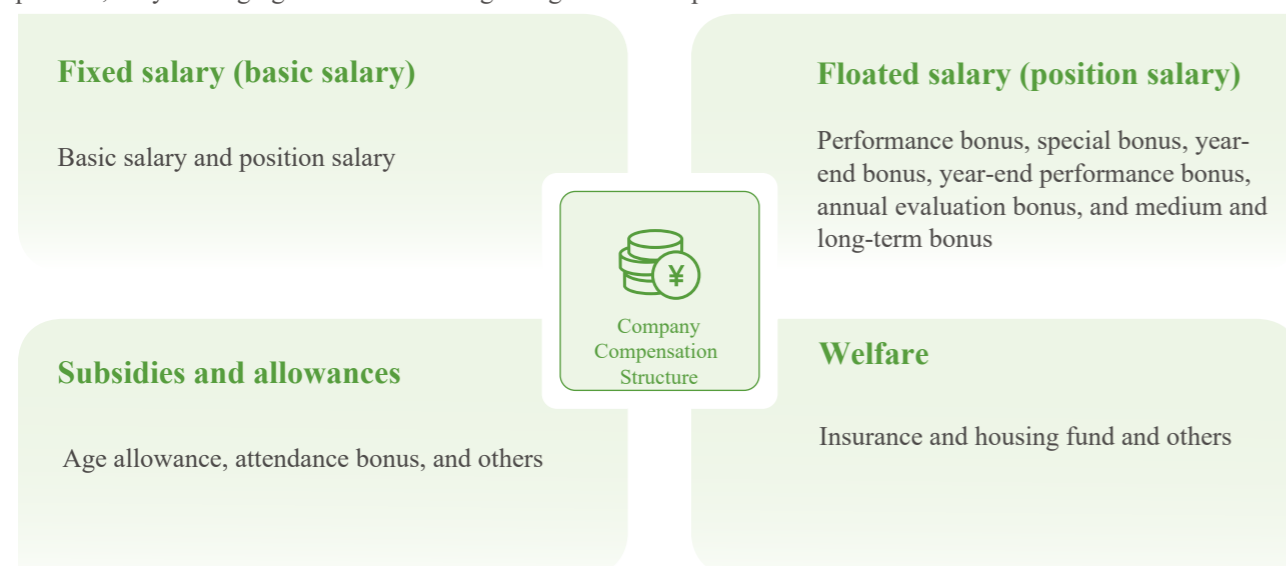 Fixed salary (basic salary)
Basic salary and position salary
Floated salary (position salary)
Performance bonus, special bonus, year-
end bonus, year-end performance bonus,
annual evaluation bonus, and medium and
long-term bonus
¥
Company
Compensation
Structure
Subsidies and allowances
Age allowance, attendance bonus, and others
Welfare
Insurance and housing fund and others